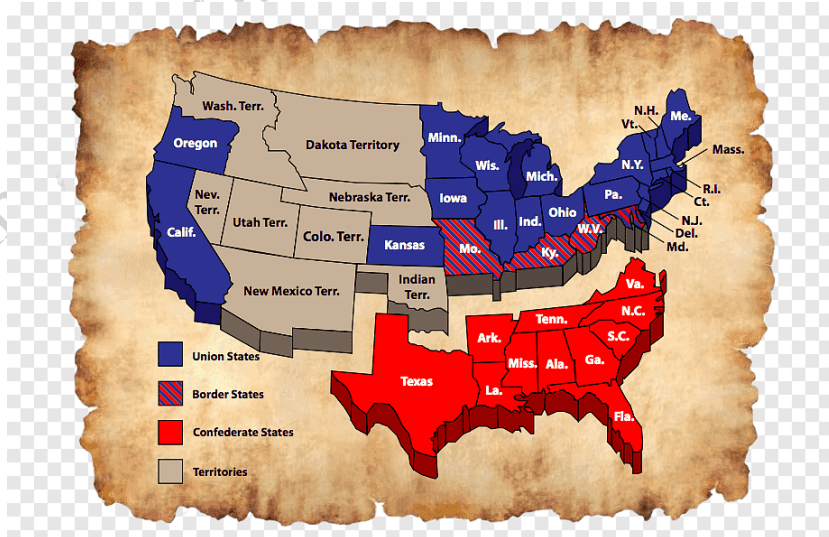 Wash. Terr.
Oregon
Dakota Territory
Minn.
Wis.
Mich.
N.H.
Vt.
Me.
Mass.
N.Y.
R.I.
Ct.
Nev.
Terr.
Nebraska Terr.
Iowa
Pa.
N.J.
Del.
Md.
Calif.
Utah Terr.
Colo. Terr.
Kansas
Mo.
Ill.
Ind.
Ohio
W.V.
Ky.
New Mexico Terr.
Indian
Terr.
Va.
N.C.
Tenn.
S.C.
Ark.
Miss.
Ala.
Ga.
Texas
La.
Fla.
Union States
Border States
Confederate States
Territories